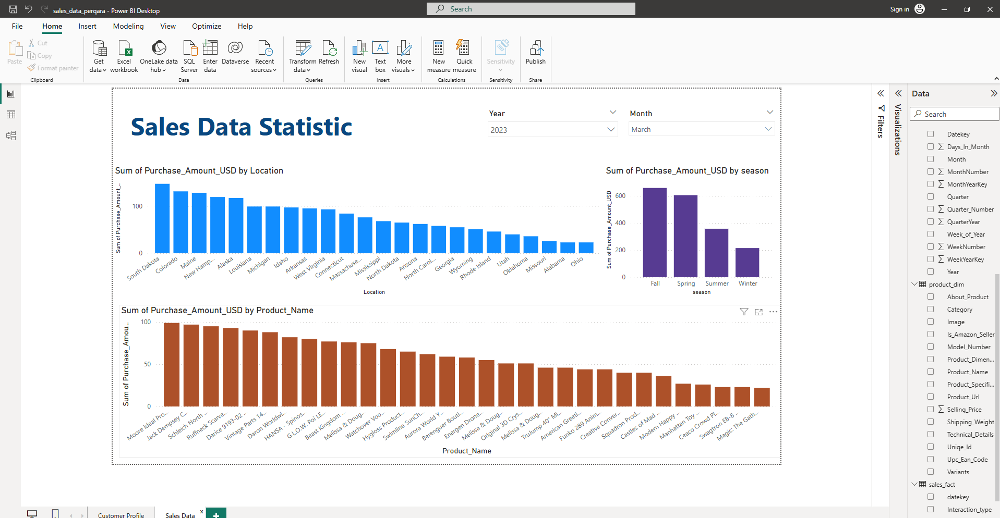 sales_data_perqara - Power BI Desktop
Search
Sign in
File Home Insert Modeling View Optimize Help
Paste
Cut
Copy
Format painter
Clipboard
Get data
Excel workbook
OneLake data hub
SQL Server
Enter data
Dataverse
Recent sources
Data
Transform data
Refresh
Queries
New visual
Text box
More visuals
Insert
New measure
Quick measure
Calculations
Sensitivity
Sensitivity
Publish
Share
Sales Data Statistic
Year
2023
Month
March
Sum of Purchase_Amount_USD by Location
Sum of Purchase_Amount_...
100
0
South Dakota
Colorado
Maine
New Hamp...
Alaska
Louisiana
Michigan
Idaho
Arkansas
West Virginia
Connecticut
Massachuse...
Mississippi
North Dakota
Arizona
North Carol...
Georgia
Wyoming
Rhode Island
Utah
Oklahoma
Missouri
Alabama
Ohio
Location
Sum of Purchase_Amount_USD by season
Sum of Purchase_Amount_USD
600
400
200
0
Fall Spring Summer Winter
season
Sum of Purchase_Amount_USD by Product_Name
Sum of Purchase_Amou...
100
50
0
Moore Ideal Pro...
Jack Dempsey C...
Schleich North ...
Ruffneck Scarve...
Darice 9193-02 ...
Vintage Parts 14...
Daron Worldwi...
HANSA - Spinos...
G.L.O.W. Poi LE...
Beast Kingdom ...
Melissa & Doug...
Watchover Voo...
Hygloss Product...
Swimline SunCh...
Aurora World Y...
Berenguer Bouti...
Energen Drone...
Melissa & Doug...
Original 3D Crys...
Melissa & Doug...
Trulump 40" Mi...
American Greeti...
Funko 289 Anim...
Creative Conver...
Squadron Prod...
Castles of Mad ...
Modern Happy ...
Manhattan Toy ...
Ceaco Crowd Pl...
Swagtron EB-8 ...
Magic: The Gath...
Product_Name
Filters
Visualizations
Data
Search
Datekey
Days_In_Month
Month
MonthNumber
MonthYearKey
Quarter
Quarter_Number
QuarterYear
Week_of_Year
WeekNumber
WeekYearKey
Year
product_dim
About_Product
Category
Image
Is_Amazon_Seller
Model_Number
Product_Dimen...
Product_Name
Product_Specifi...
Product_Url
Selling_Price
Shipping_Weight
Technical_Details
Uniqe_Id
Upc_Ean_Code
Variants
sales_fact
datekey
Interaction_type
Customer Profile
Sales Data